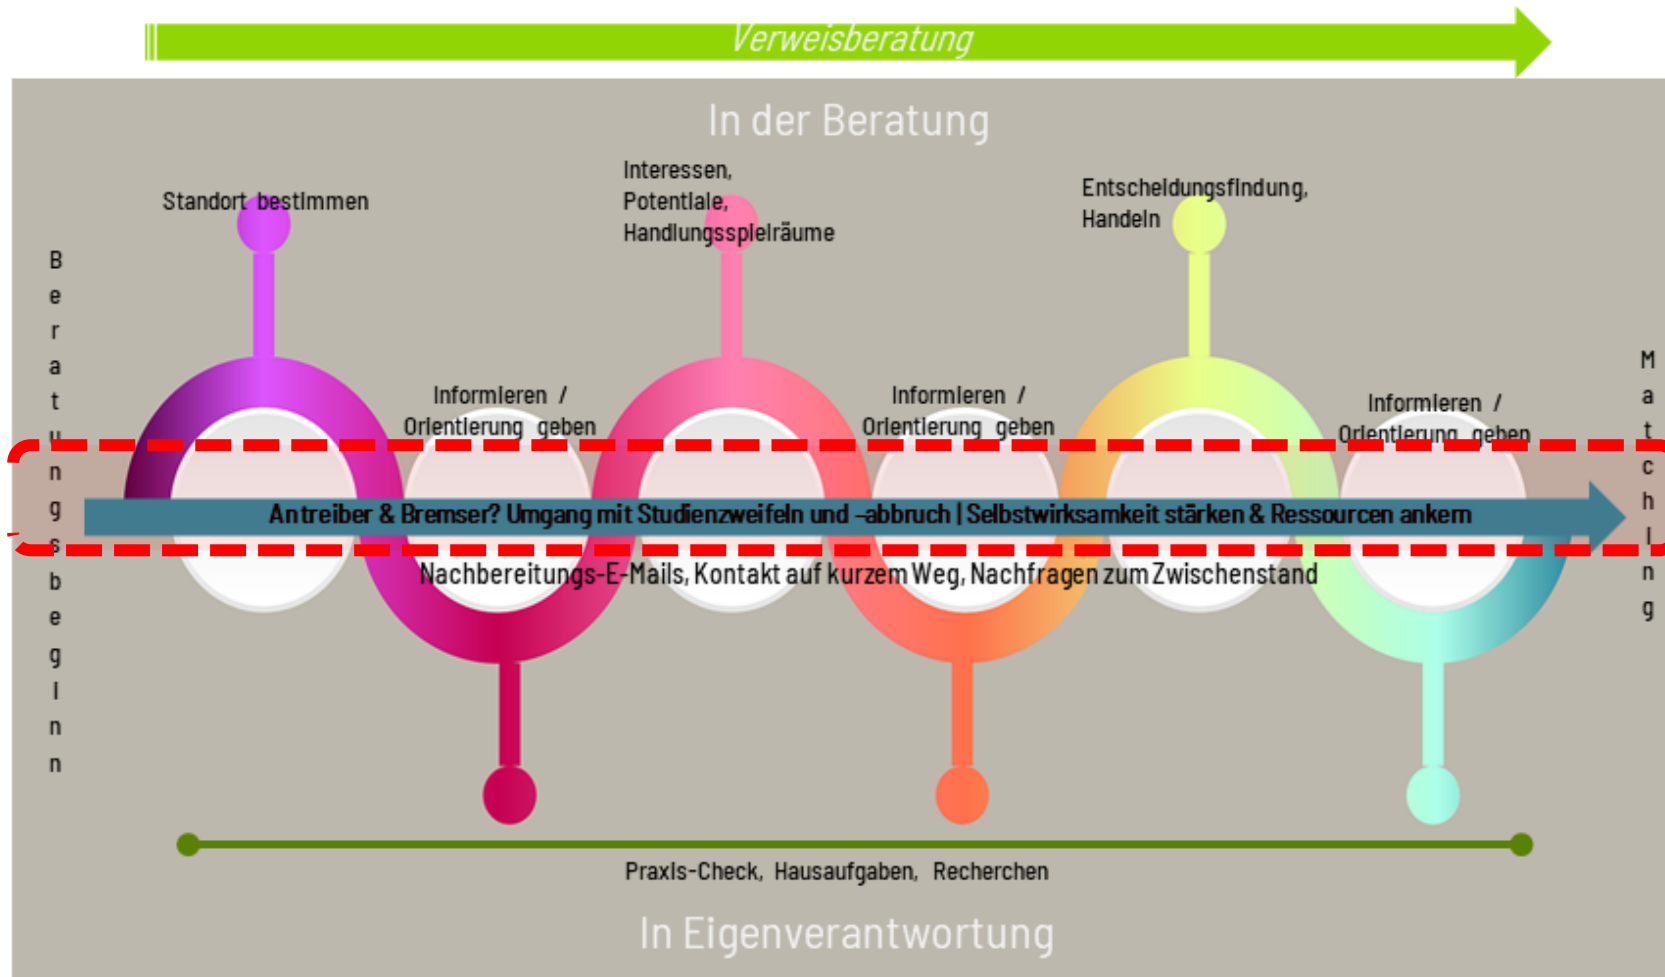 Verweisberatung
In der Beratung
Standort bestimmen
Interessen,
Potentiale,
Handlungsspielräume
Entscheidungsfindung,
Handeln
Beratungsbeginn
Informieren /
Orientierung geben
Informieren /
Orientierung geben
Informieren /
Orientierung geben
Matching
Antreiber & Bremser? Umgang mit Studienzweifeln und –abbruch | Selbstwirksamkeit stärken & Ressourcen ankern
Nachbereitungs-E-Mails, Kontakt auf kurzem Weg, Nachfragen zum Zwischenstand
Praxis-Check, Hausaufgaben, Recherchen
In Eigenverantwortung